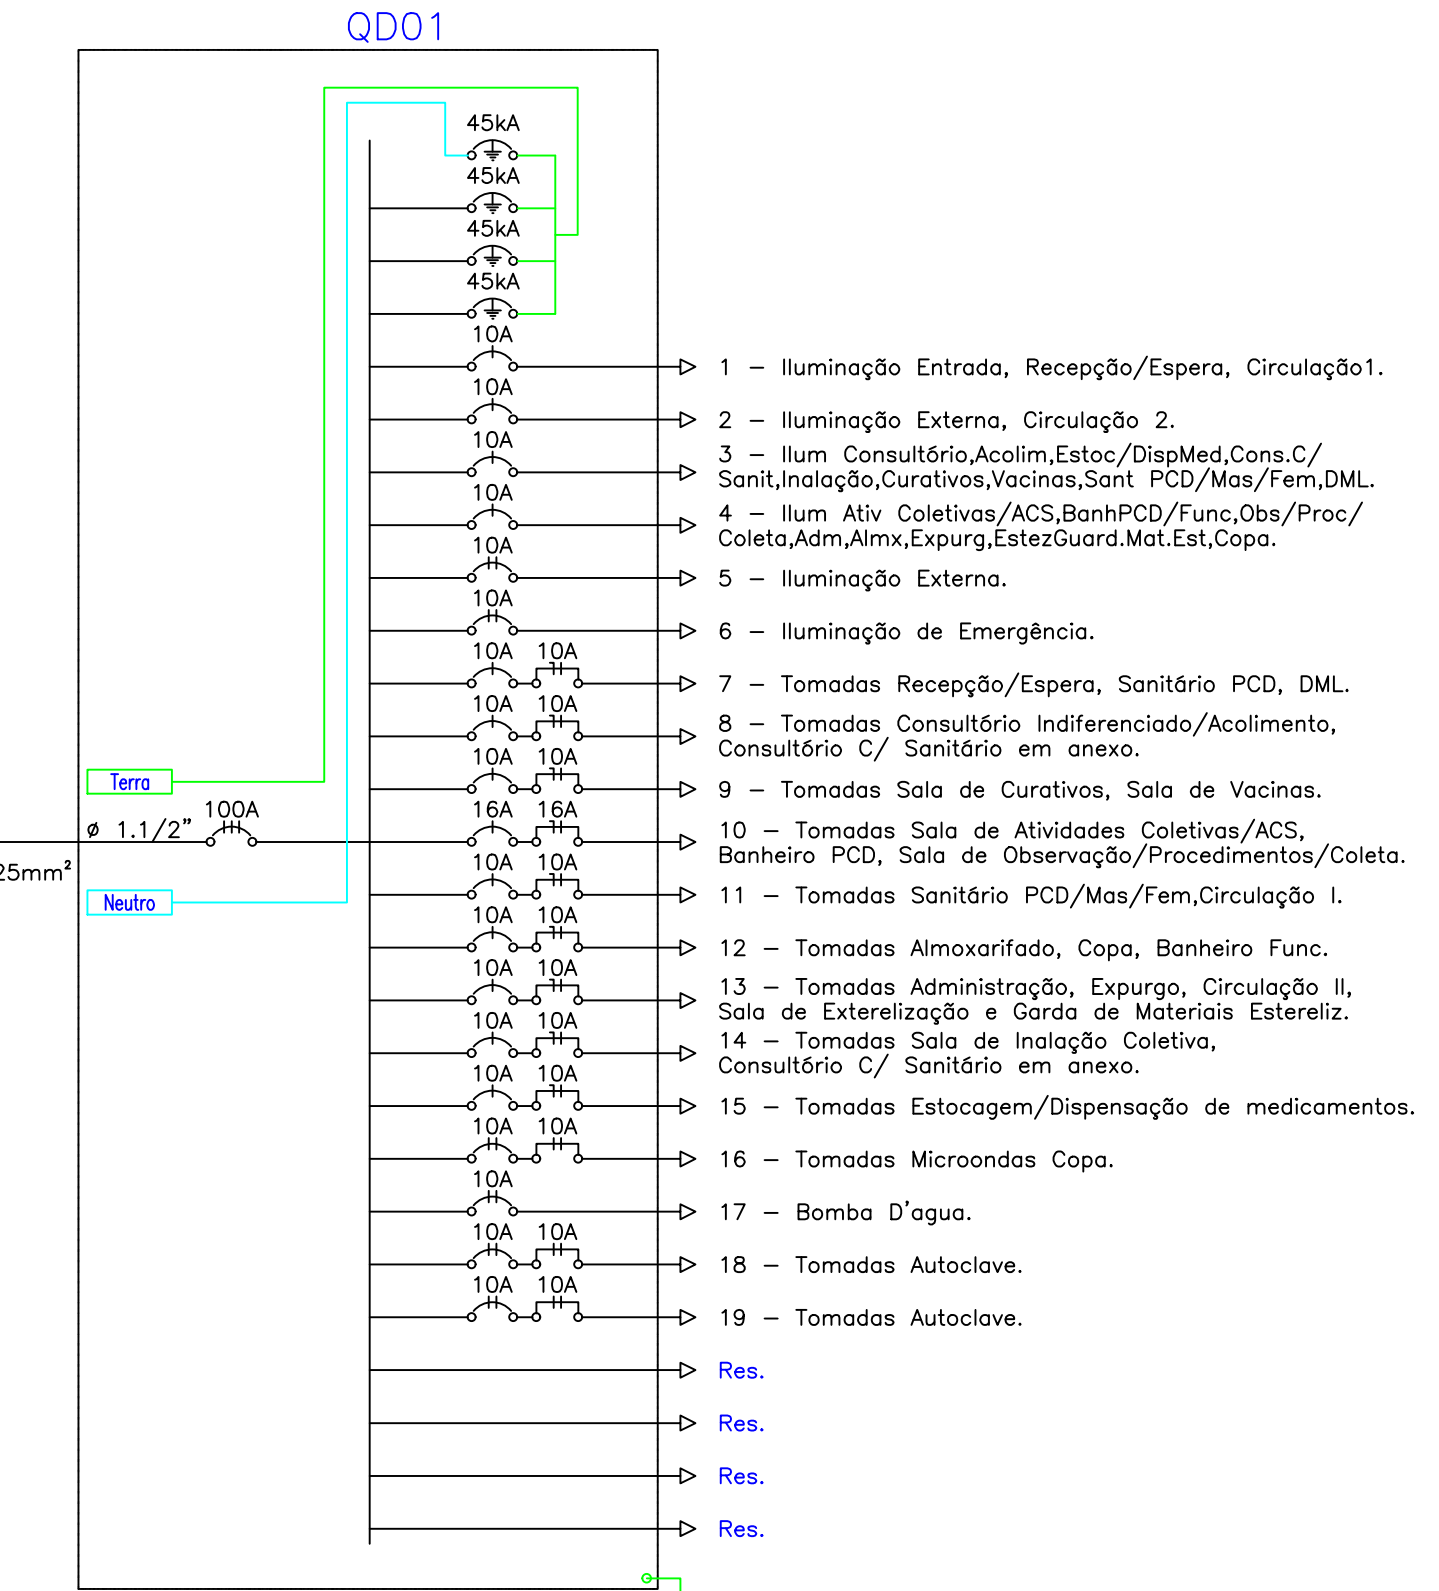 QD01
45kA
45kA
45kA
45kA
10A
1 – Iluminação Entrada, Recepção/Espera, Circulação1.
10A
2 – Iluminação Externa, Circulação 2.
10A
3 – Ilum Consultório,Acolim,Estoc/DispMed,Cons.C/
Sanit,Inalação,Curativos,Vacinas,Sant PCD/Mas/Fem,DML.
10A
4 – Ilum Ativ Coletivas/ACS,BanhPCD/Func,Obs/Proc/
Coleta,Adm,Almx,Expurg,EstezGuard.Mat.Est,Copa.
10A
5 – Iluminação Externa.
10A
6 – Iluminação de Emergência.
10A 10A
7 – Tomadas Recepção/Espera, Sanitário PCD, DML.
10A 10A
8 – Tomadas Consultório Indiferenciado/Acolimento,
Consultório C/ Sanitário em anexo.
10A 10A
9 – Tomadas Sala de Curativos, Sala de Vacinas.
Terra
ø 1.1/2" 100A
25mm²
Neutro
16A 16A
10 – Tomadas Sala de Atividades Coletivas/ACS,
Banheiro PCD, Sala de Observação/Procedimentos/Coleta.
10A 10A
11 – Tomadas Sanitário PCD/Mas/Fem,Circulação I.
10A 10A
12 – Tomadas Almoxarifado, Copa, Banheiro Func.
10A 10A
13 – Tomadas Administração, Expurgo, Circulação II,
Sala de Exterelização e Garda de Materiais Estereliz.
10A 10A
14 – Tomadas Sala de Inalação Coletiva,
Consultório C/ Sanitário em anexo.
10A 10A
15 – Tomadas Estocagem/Dispensação de medicamentos.
10A 10A
16 – Tomadas Microondas Copa.
10A
17 – Bomba D'agua.
10A 10A
18 – Tomadas Autoclave.
10A 10A
19 – Tomadas Autoclave.
Res.
Res.
Res.
Res.